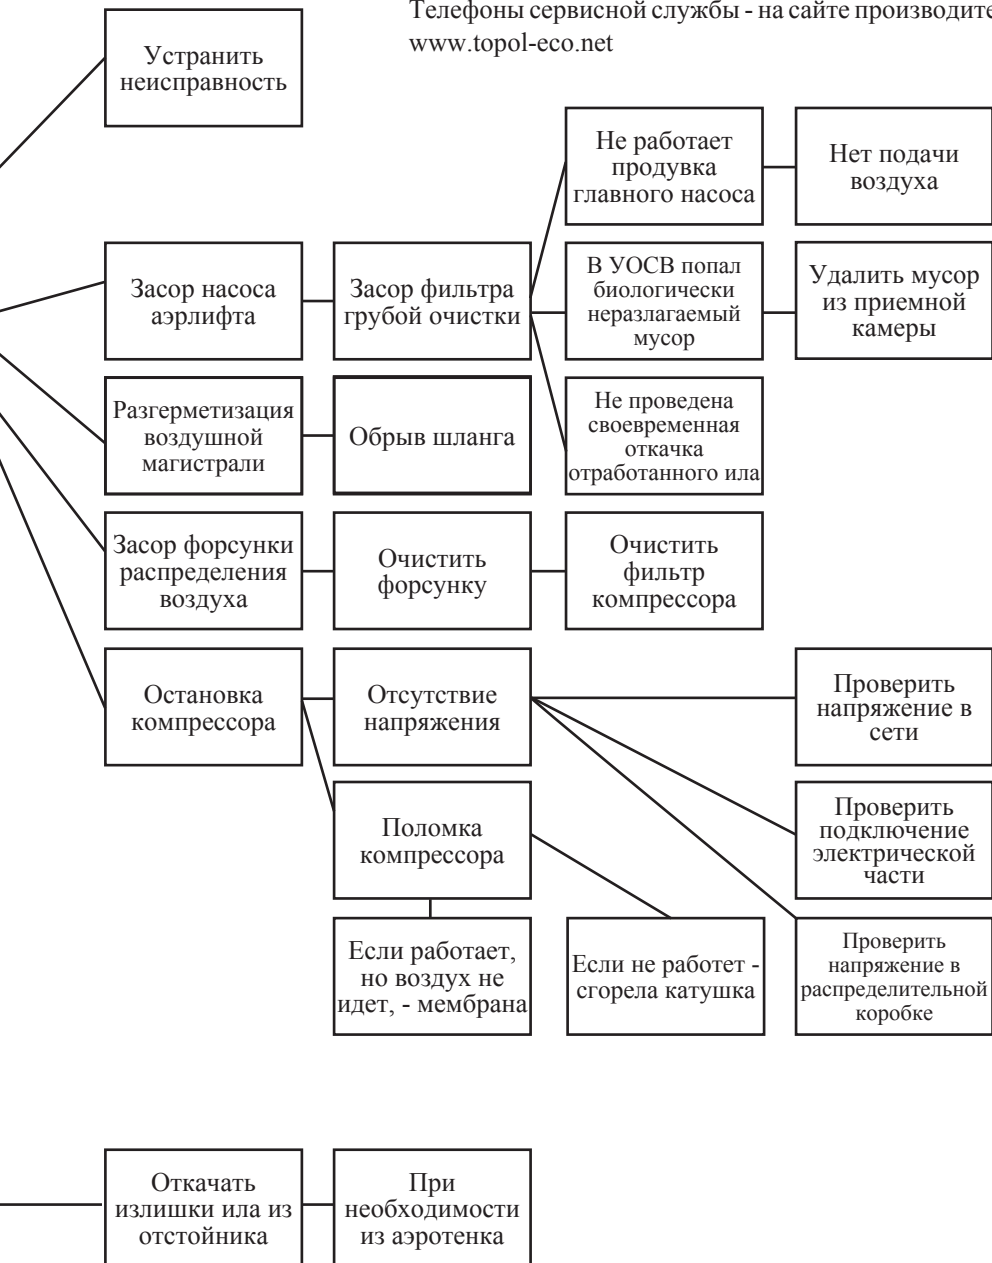 Телефоны сервисной службы - на сайте производите
www.topol-eco.net
Устранить
неисправность
Не работает
продувка
главного насоса
Нет подачи
воздуха
Засор насоса
аэрлифта
Засор фильтра
грубой очистки
В УОСВ попал
биологически
неразлагаемый
мусор
Удалить мусор
из приемной
камеры
Разгерметизация
воздушной
магистрали
Обрыв шланга
Не проведена
своевременная
откачка
отработанного ила
Засор форсунки
распределения
воздуха
Очистить
форсунку
Очистить
фильтр
компрессора
Остановка
компрессора
Отсутствие
напряжения
Проверить
напряжение в
сети
Поломка
компрессора
Проверить
подключение
электрической
части
Если работает,
но воздух не
идет, - мембрана
Если не работет -
сгорела катушка
Проверить
напряжение в
распределительной
коробке
Откачать
излишки ила из
отстойника
При
необходимости
из аэротенка